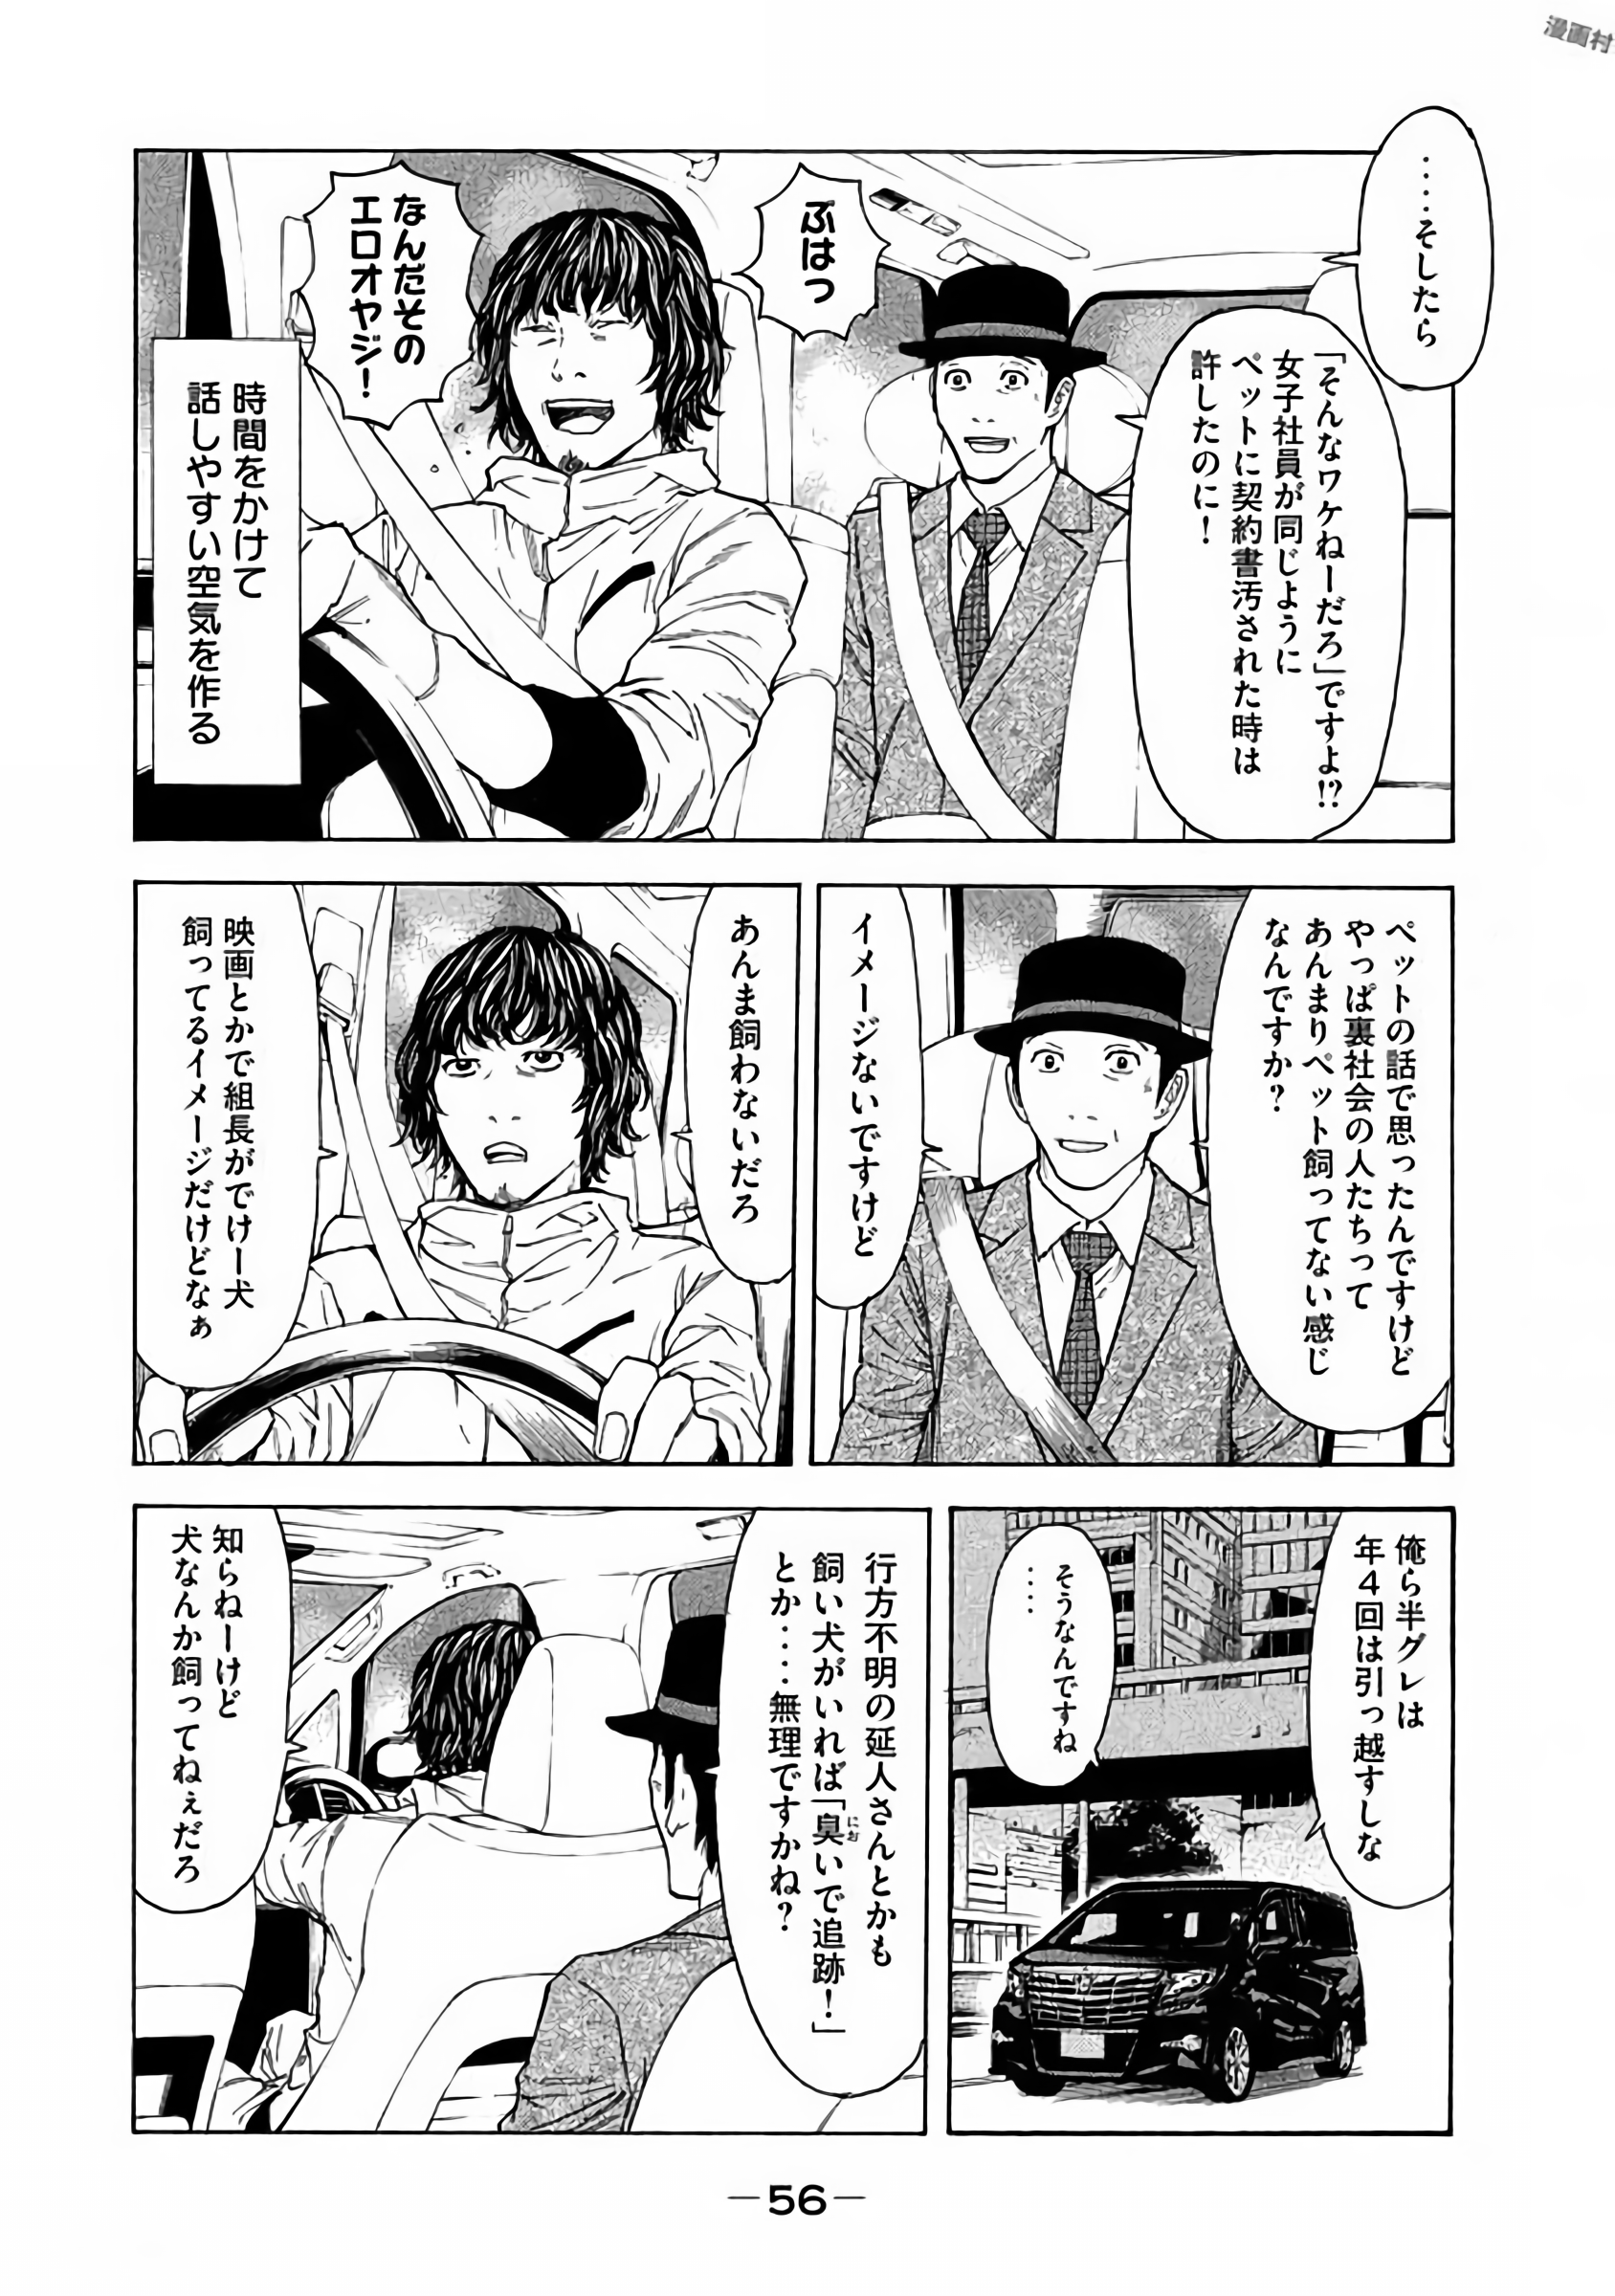 漫画村
‥‥そしたら
「そんなワケねーだろ」ですよ!?
女子社員が同じように
ペットに契約書汚された時は
許したのに!
ぶはっ
なんだその
エロオヤジ!
時間をかけて
話しやすい空気を作る
ペットの話で思ったんですけど
やっぱ裏社会の人たちって
あんまりペット飼ってない感じ
なんですか?
イメージないですけど
あんま飼わないだろ
映画とかで組長がでけー犬
飼ってるイメージだけどなぁ
俺ら半グレは
年4回は引っ越すしな
そうなんですね
‥‥
行方不明の延人さんとかも
飼い犬がいれば「臭いで追跡!」
にお
とか‥‥無理ですかね?
知らねーけど
犬なんか飼ってねぇだろ
—56—